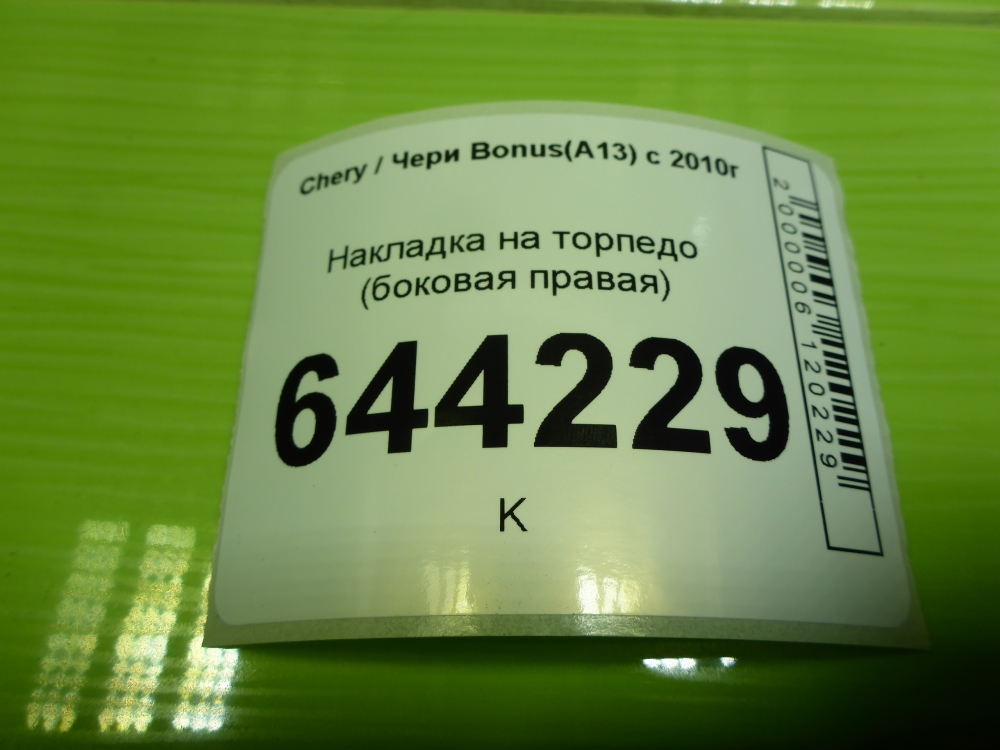 Chery / Чери Bonus(A13) с 2010г
Накладка на торпедо
(боковая правая)
644229
К
2000006120229